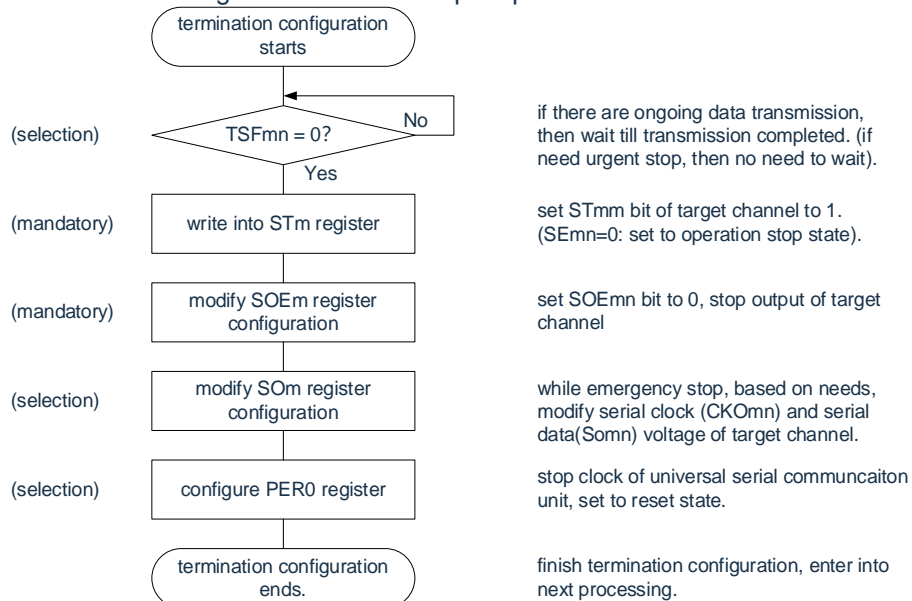 termination configuration
starts
(selection)
TSFmn = 0?
No
Yes
if there are ongoing data transmission,
then wait till transmission completed. (if
need urgent stop, then no need to wait).
(mandatory)
write into STm register
set STmm bit of target channel to 1.
(SEmn=0: set to operation stop state).
(mandatory)
modify SOEm register
configuration
set SOEmn bit to 0, stop output of target
channel
(selection)
modify SOm register
configuration
while emergency stop, based on needs,
modify serial clock (CKOmn) and serial
data(Somn) voltage of target channel.
(selection)
configure PER0 register
stop clock of universal serial communcaiton
unit, set to reset state.
termination configuration
ends.
finish termination configuration, enter into
next processing.